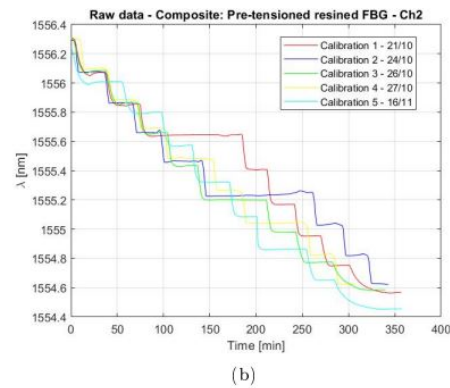 Raw data - Composite: Pre-tensioned resined FBG - Ch2
1556.4
1556.2
1556
1555.8
1555.6
1555.4
1555.2
1555
1554.8
1554.6
1554.4
λ [nm]
Calibration 1 - 21/10
Calibration 2 - 24/10
Calibration 3 - 26/10
Calibration 4 - 27/10
Calibration 5 - 16/11
0 50 100 150 200 250 300 350 400
Time [min]
(b)